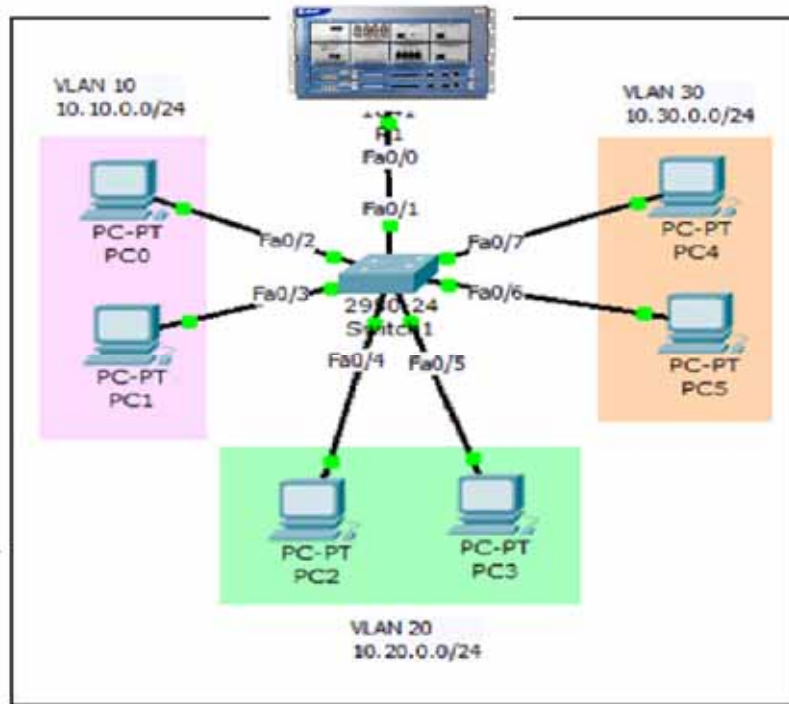 VLAN 10
10.10.0.0/24
VLAN 30
10.30.0.0/24
R1
Fa0/0
Fa0/1
Fa0/2
Fa0/7
PC-PT
PC0
PC-PT
PC4
Fa0/3
Fa0/6
Switch1
PC-PT
PC1
PC-PT
PC5
Fa0/4
Fa0/5
PC-PT
PC2
PC-PT
PC3
VLAN 20
10.20.0.0/24